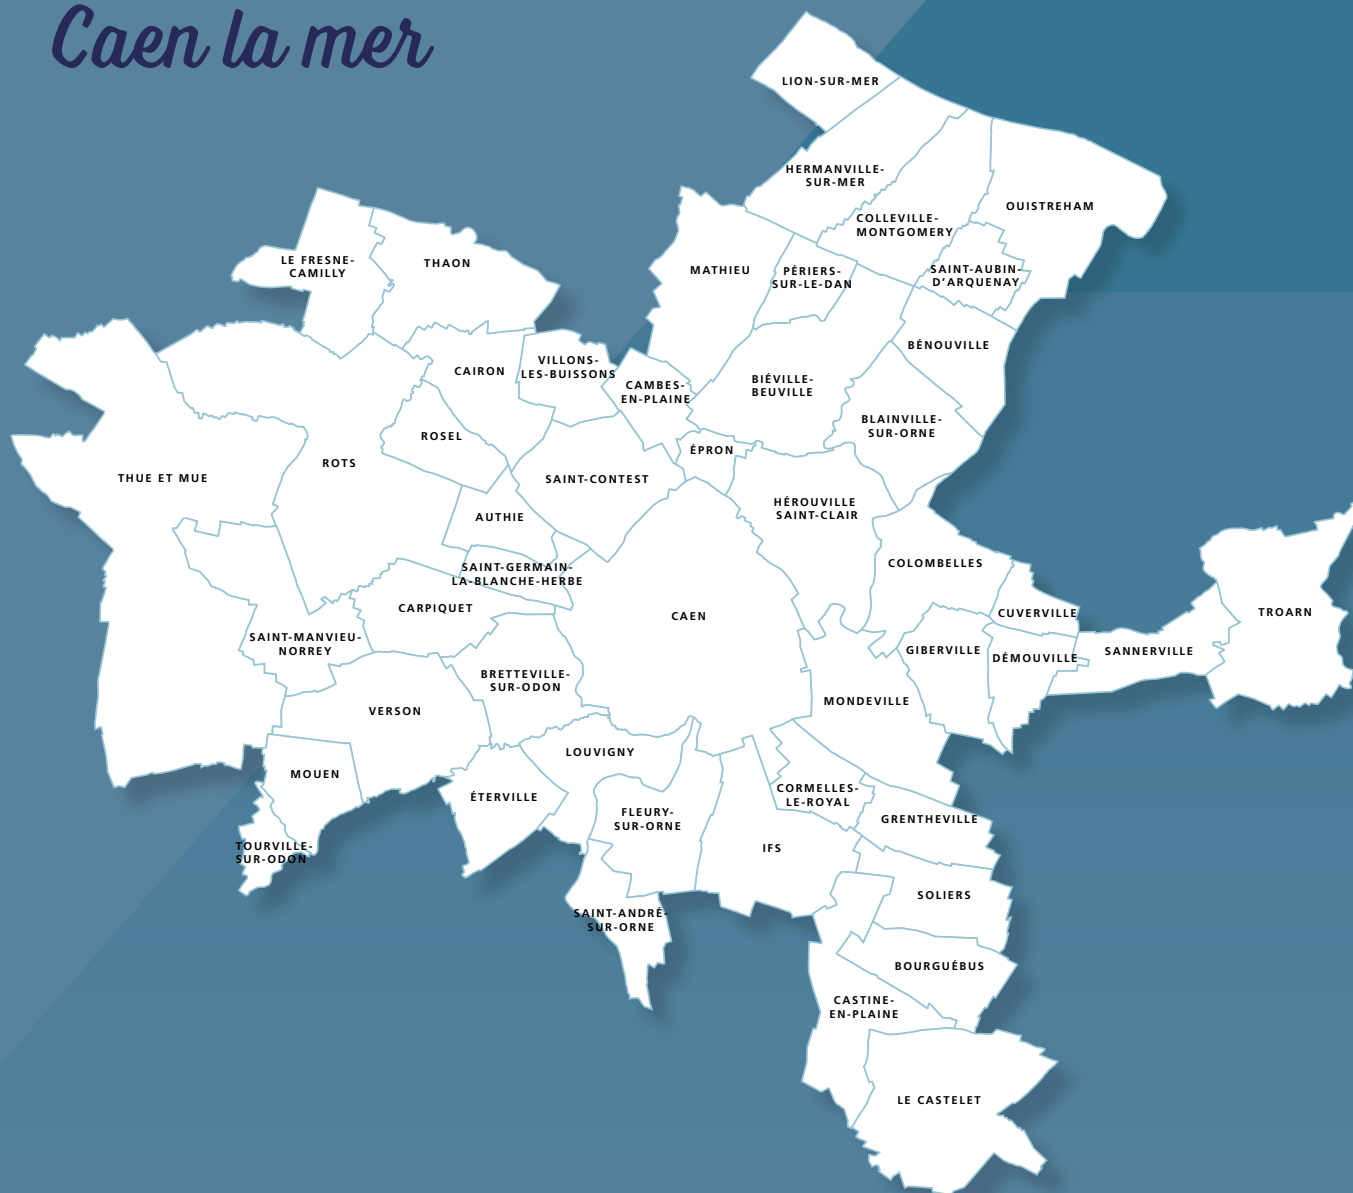 Caen la mer
LION-SUR-MER
HERMANVILLE-
SUR-MER
OUISTREHAM
COLLEVILLE-
MONTGOMERY
LE FRESNE-
CAMILLY
THAON
MATHIEU
PÉRIERS-
SUR-LE-DAN
SAINT-AUBIN-
D'ARQUENAY
BÉNOUVILLE
VILLONS-
LES-BUISSONS
CAIRON
CAMBES-
EN-PLAINE
BIÉVILLE-
BEUVILLE
BLAINVILLE-
SUR-ORNE
ROSEL
ÉPRON
ROTS
THUE ET MUE
SAINT-CONTEST
HÉROUVILLE
SAINT-CLAIR
AUTHIE
COLOMBELLES
SAINT-GERMAIN-
LA-BLANCHE-HERBE
CARPIQUET
CAEN
CUVERVILLE
TROARN
SAINT-MANVIEU-
NORREY
GIBERVILLE
DÉMOUVILLE
SANNERVILLE
BRETTEVILLE-
SUR-ODON
MONDEVILLE
VERSON
LOUVIGNY
MOUEN
ÉTERVILLE
CORMELLES-
LE-ROYAL
FLEURY-
SUR-ORNE
GRENTHEVILLE
IFS
TOURVILLE-
SUR-ODON
SOLIERS
SAINT-ANDRÉ-
SUR-ORNE
BOURGUÉBUS
CASTINE-
EN-PLAINE
LE CASTELET